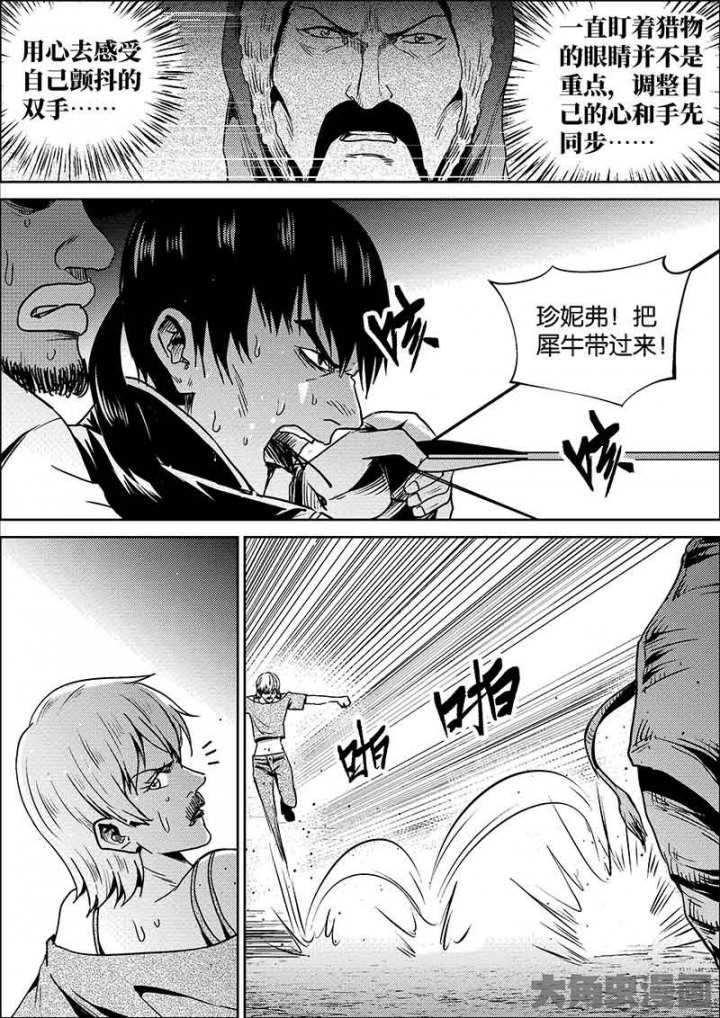 一直盯着猎物
的眼睛并不是
重点，调整自
己的心和手先
同步……
用心去感受
自己颤抖的
双手……
珍妮弗！把
犀牛带过来！
咳
咳
啪
啪
大角虫漫画